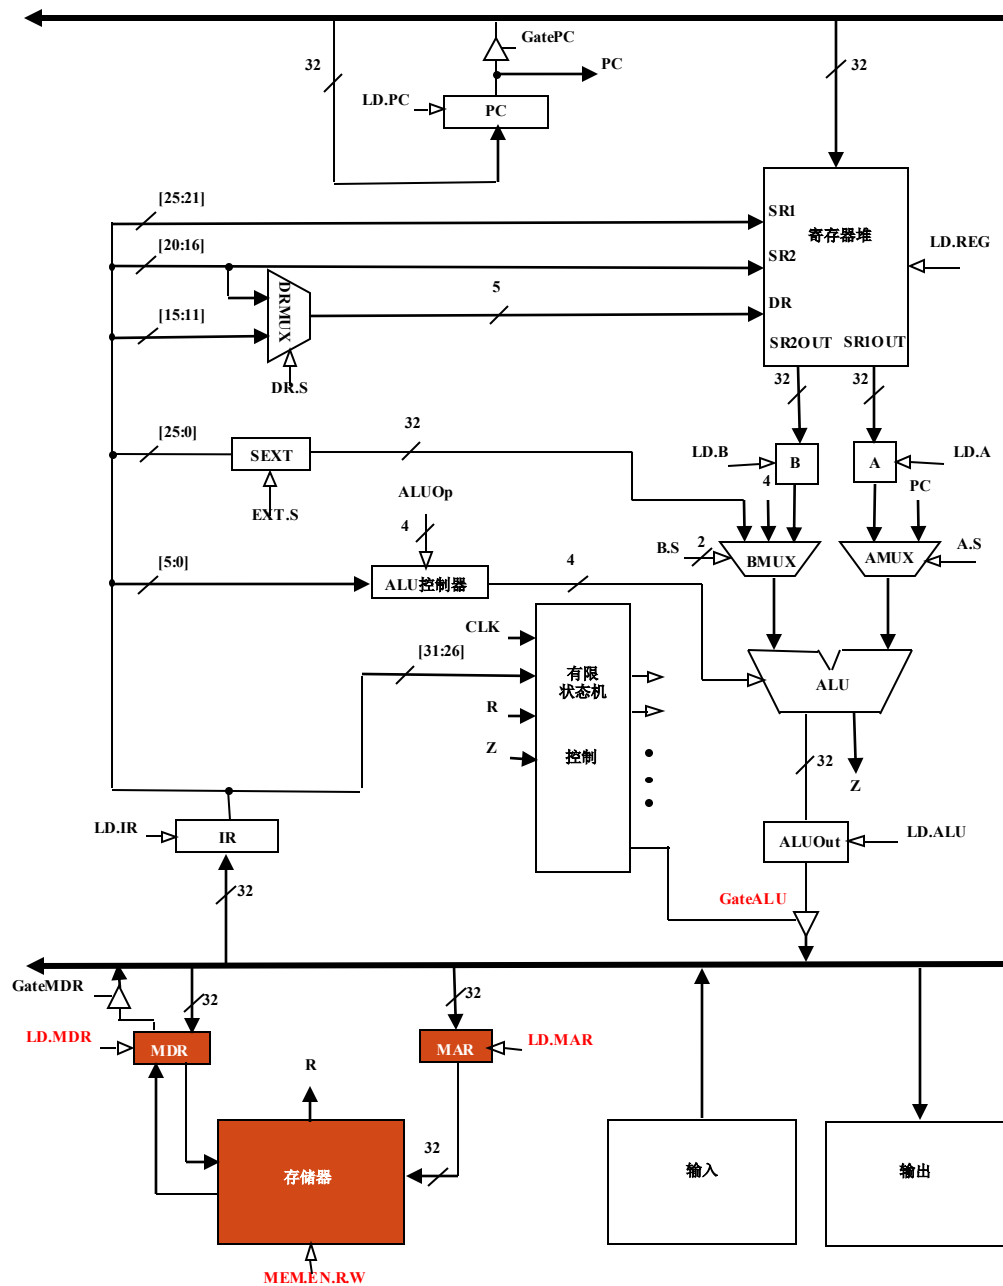 GatePC
32
PC
32
LD.PC
PC
[25:21]
SR1
寄存器堆
LD.REG
[20:16]
SR2
DRMUX
5
DR
[15:11]
SR2OUT SR1OUT
DR.S
32
32
[25:0]
32
SEXT
LD.B
B
A
LD.A
EXT.S
ALUOp
4
PC
4
B.S
2
BMUX
AMUX
A.S
[5:0]
ALU控制器
4
CLK
[31:26]
有限
状态机
ALU
R
Z
控制
32
Z
LD.IR
IR
ALUOut
LD.ALU
32
GateALU
GateMDR
32
32
LD.MDR
MDR
MAR
LD.MAR
R
32
存储器
输入
输出
MEM.EN.R.W